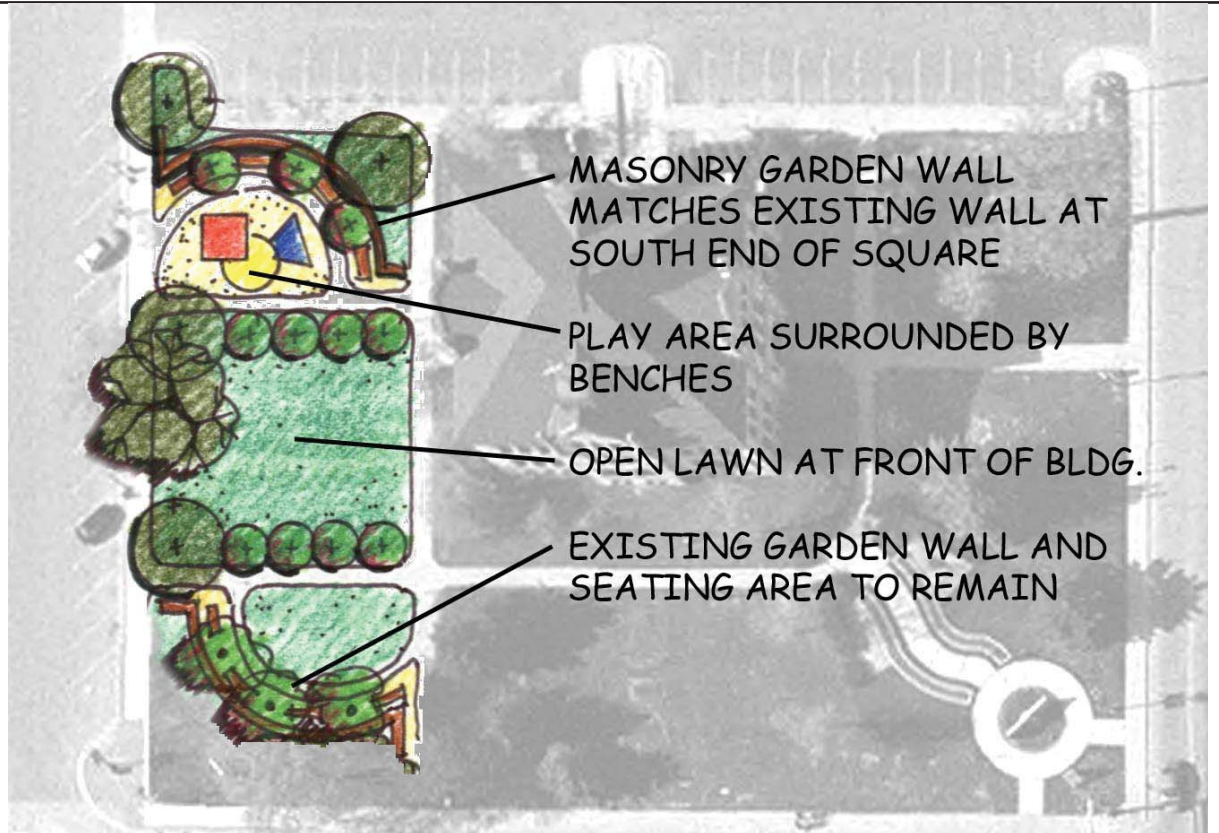 MASONRY GARDEN WALL
MATCHES EXISTING WALL AT
SOUTH END OF SQUARE
PLAY AREA SURROUNDED BY
BENCHES
OPEN LAWN AT FRONT OF BLDG.
EXISTING GARDEN WALL AND
SEATING AREA TO REMAIN